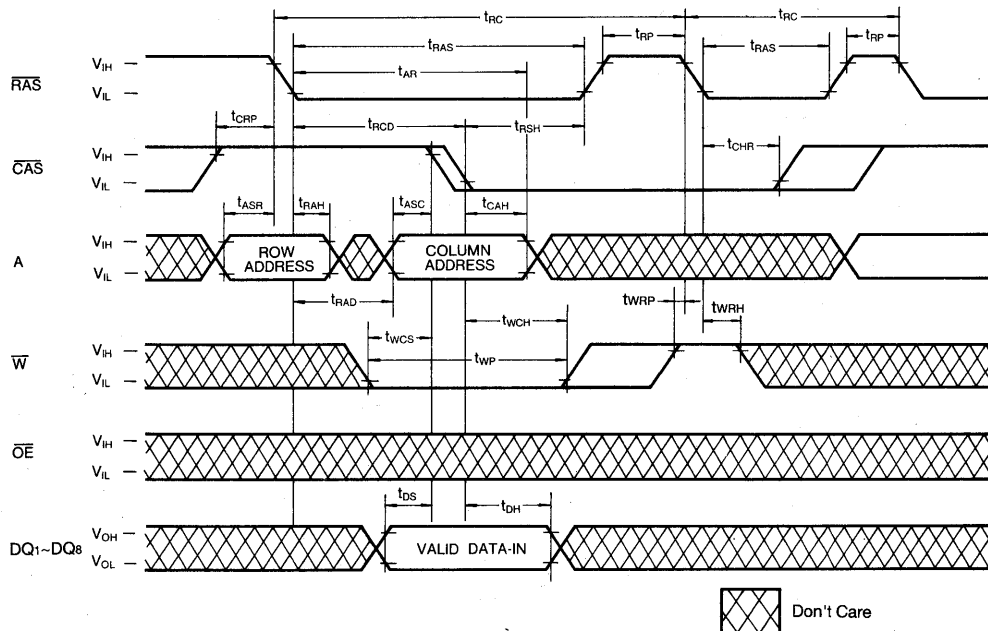 tRC tRC
tRAS tRP tRAS tRP
tAR
RAS VIH
VIL
tCRP tRCD tRSH
CAS VIH
VIL
tCHR
tASR tRAH tASC tCAH
A VIH
VIL
ROW ADDRESS
COLUMN ADDRESS
tRAD
tWRP tWRH
tWCS tWCH
tWP
W VIH
VIL
OE VIH
VIL
tDS tDH
DQ1~DQ8 VOH
VOL
VALID DATA-IN
Don't Care